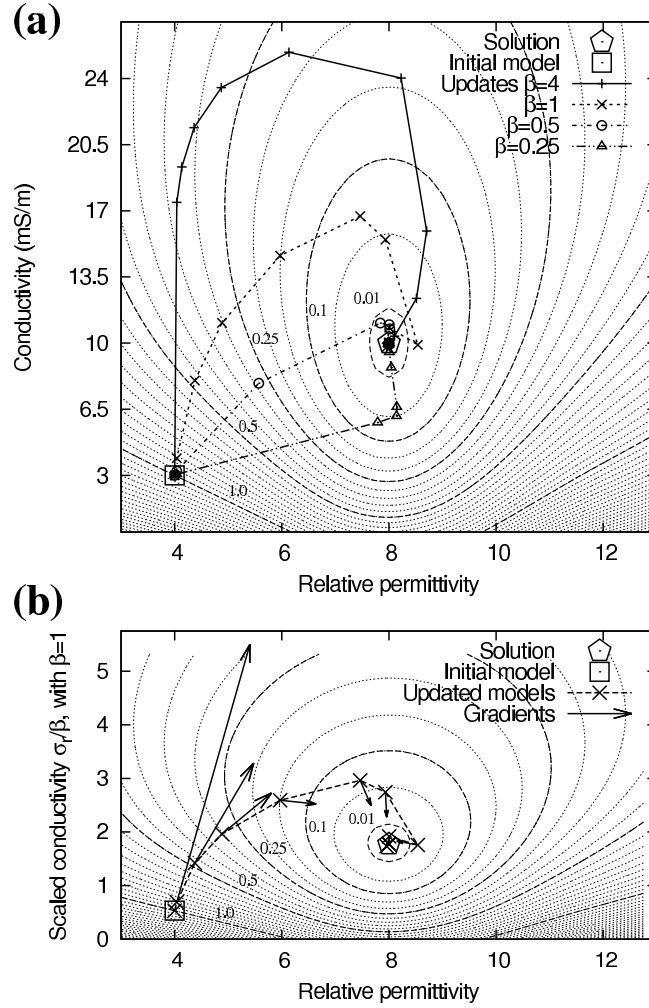 (a)
Solution
Initial model
Updates β=4
β=1
β=0.5
β=0.25
24
20.5
17
13.5
10
6.5
3
Conductivity (mS/m)
0.01
0.1
0.25
0.5
1.0
4
6
8
10
12
Relative permittivity
(b)
Solution
Initial model
Updated models
Gradients
5
4
3
2
1
0
Scaled conductivity σr/β, with β=1
0.01
0.1
0.25
0.5
1.0
4
6
8
10
12
Relative permittivity